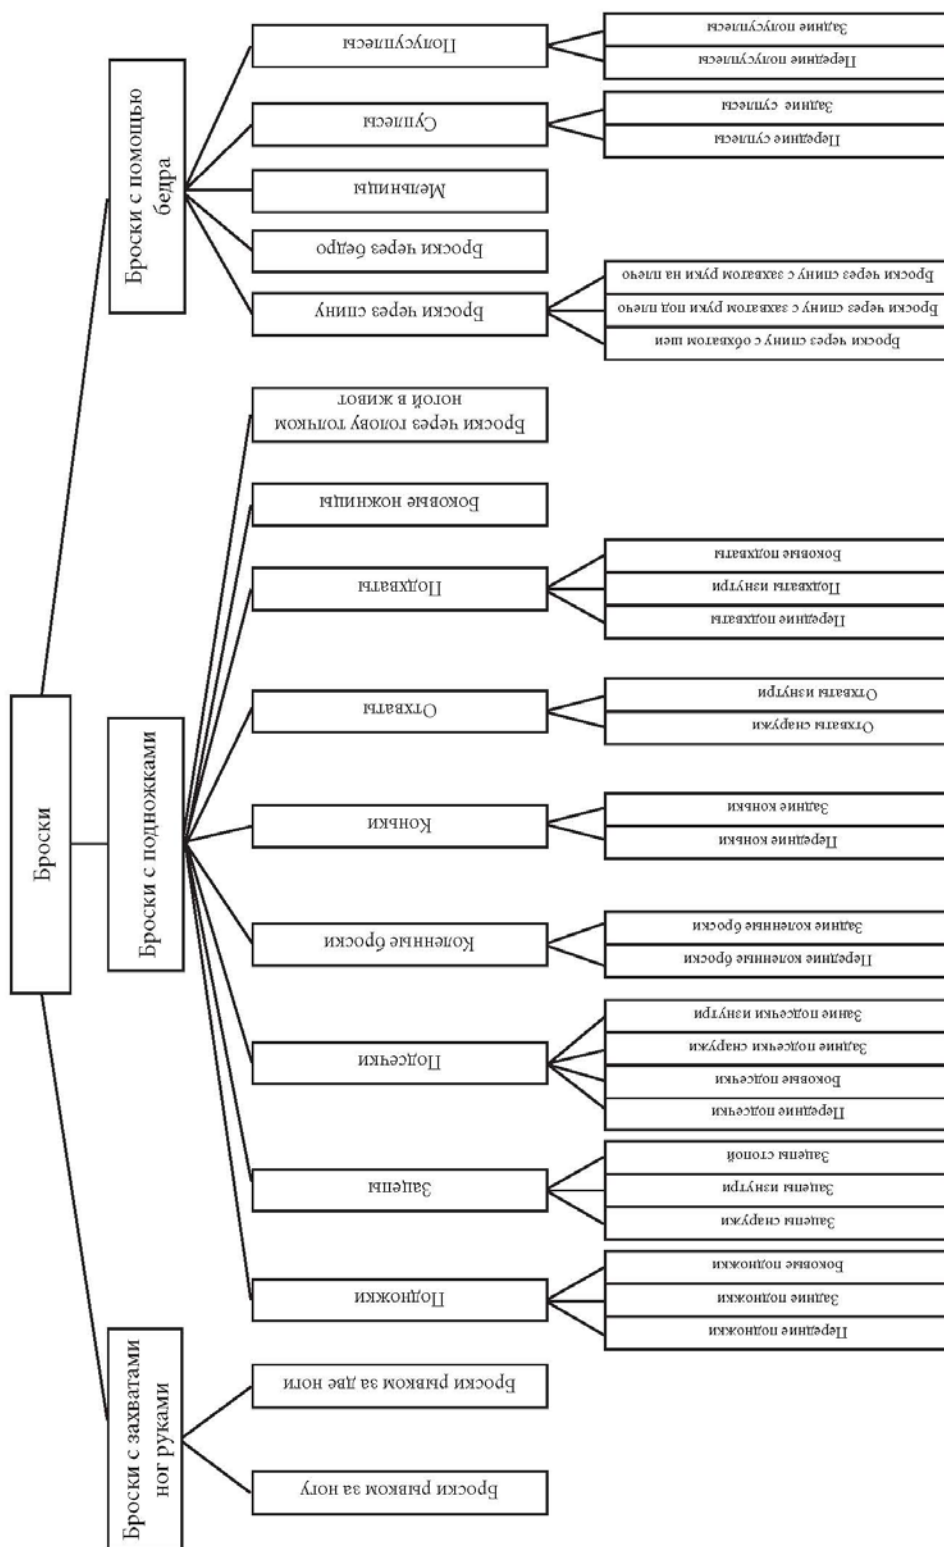 Броски
Броски с захватами
ног руками
Броски рывком за ногу
Броски рывком за две ноги
Броски с подножками
Подножки
Передние подножки
Задние подножки
Боковые подножки
Зацепы
Зацепы снаружи
Зацепы изнутри
Зацепы стопой
Подсечки
Передние подсечки
Боковые подсечки
Задние подсечки снаружи
Зание подсечки изнутри
Коленные броски
Передние коленные броски
Задние коленные броски
Коньки
Передние коньки
Задние коньки
Отхваты
Отхваты снаружи
Отхваты изнутри
Подхваты
Передние подхваты
Подхваты изнутри
Боковые подхваты
Боковые ножницы
Броски через голову толчком
ногой в живот
Броски с помощью
бедра
Броски через спину
Броски через спину с обхватом шеи
Броски через спину с захватом руки под плечо
Броски через спину с захватом руки на плечо
Броски через бедро
Мельницы
Суплесы
Передние суплесы
Задние суплесы
Полусуплесы
Передние полусуплесы
Задние полусуплесы